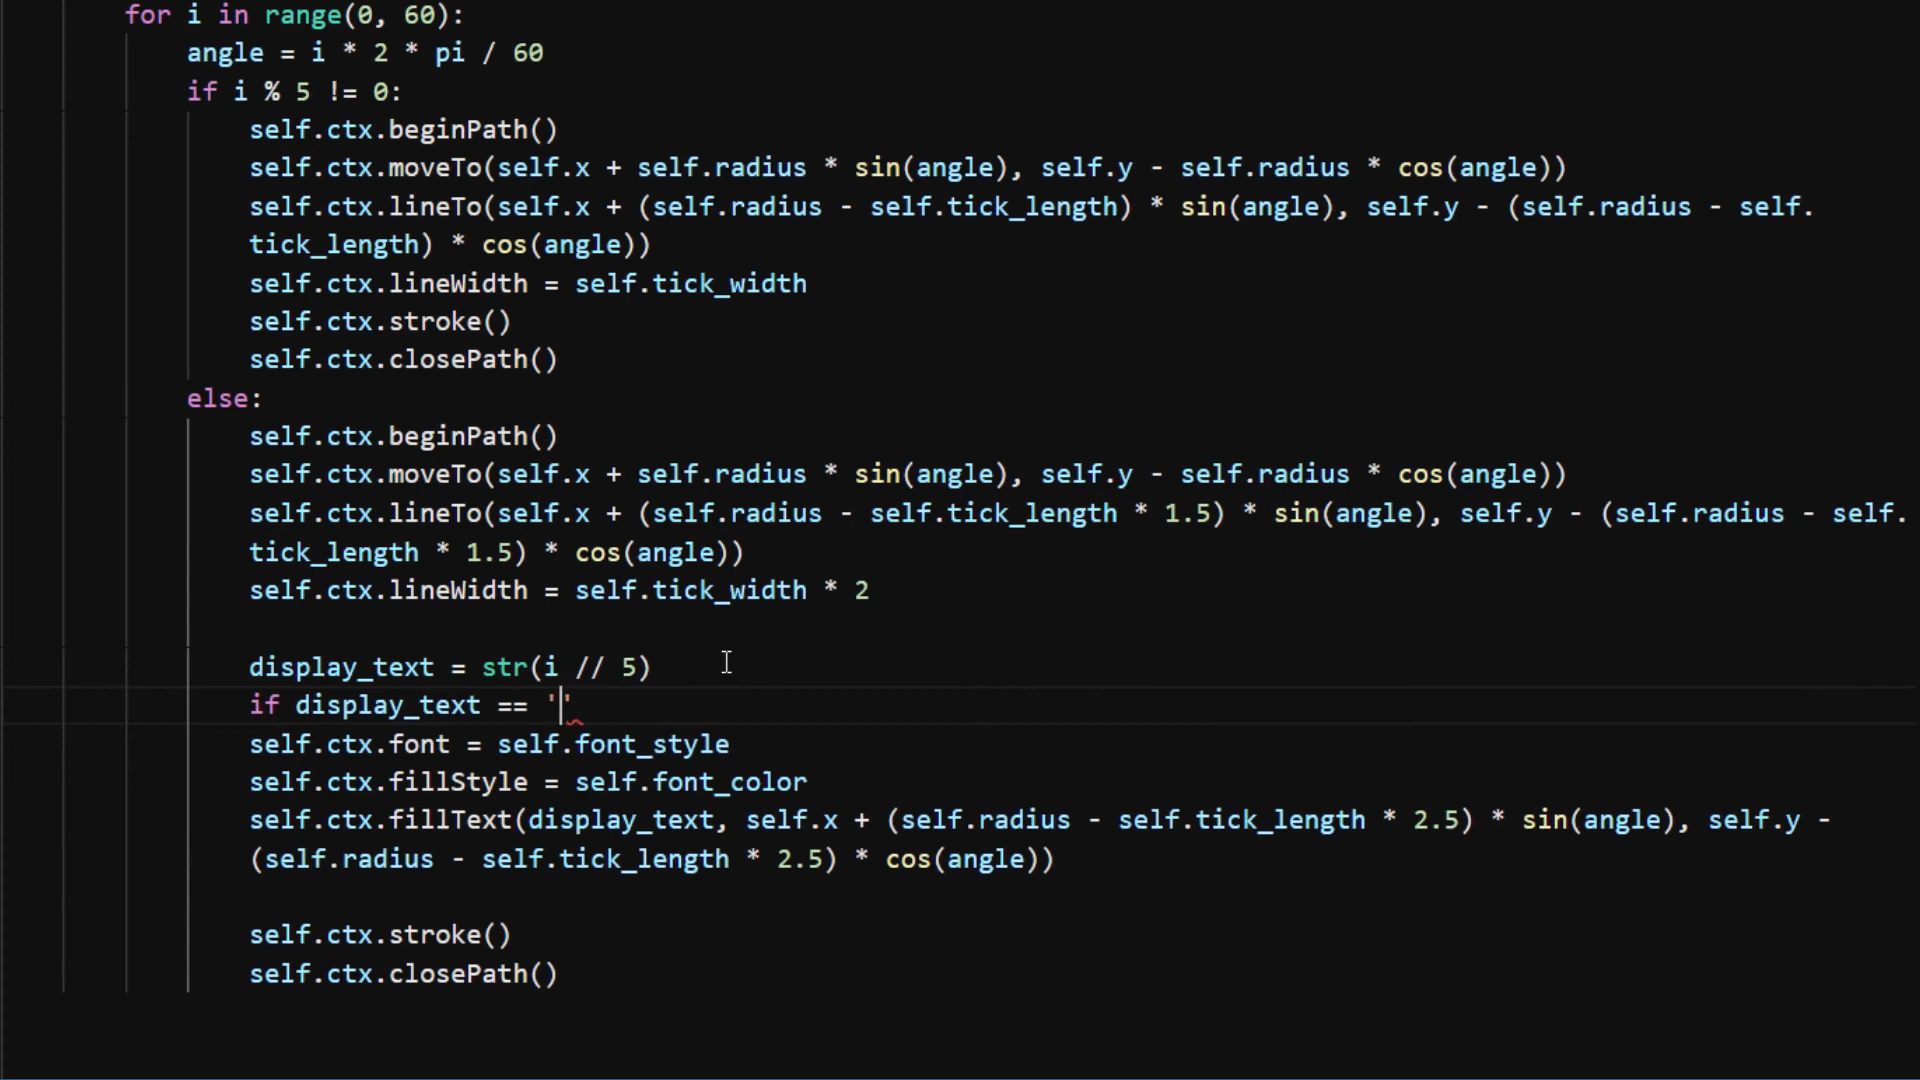 for i in range(0, 60):
angle = i * 2 * pi / 60
if i % 5 != 0:
self.ctx.beginPath()
self.ctx.moveTo(self.x + self.radius * sin(angle), self.y - self.radius * cos(angle))
self.ctx.lineTo(self.x + (self.radius - self.tick_length) * sin(angle), self.y - (self.radius - self.
tick_length) * cos(angle))
self.ctx.lineWidth = self.tick_width
self.ctx.stroke()
self.ctx.closePath()
else:
self.ctx.beginPath()
self.ctx.moveTo(self.x + self.radius * sin(angle), self.y - self.radius * cos(angle))
self.ctx.lineTo(self.x + (self.radius - self.tick_length * 1.5) * sin(angle), self.y - (self.radius - self.
tick_length * 1.5) * cos(angle))
self.ctx.lineWidth = self.tick_width * 2
display_text = str(i // 5)
if display_text == ''
self.ctx.font = self.font_style
self.ctx.fillStyle = self.font_color
self.ctx.fillText(display_text, self.x + (self.radius - self.tick_length * 2.5) * sin(angle), self.y -
(self.radius - self.tick_length * 2.5) * cos(angle))
self.ctx.stroke()
self.ctx.closePath()